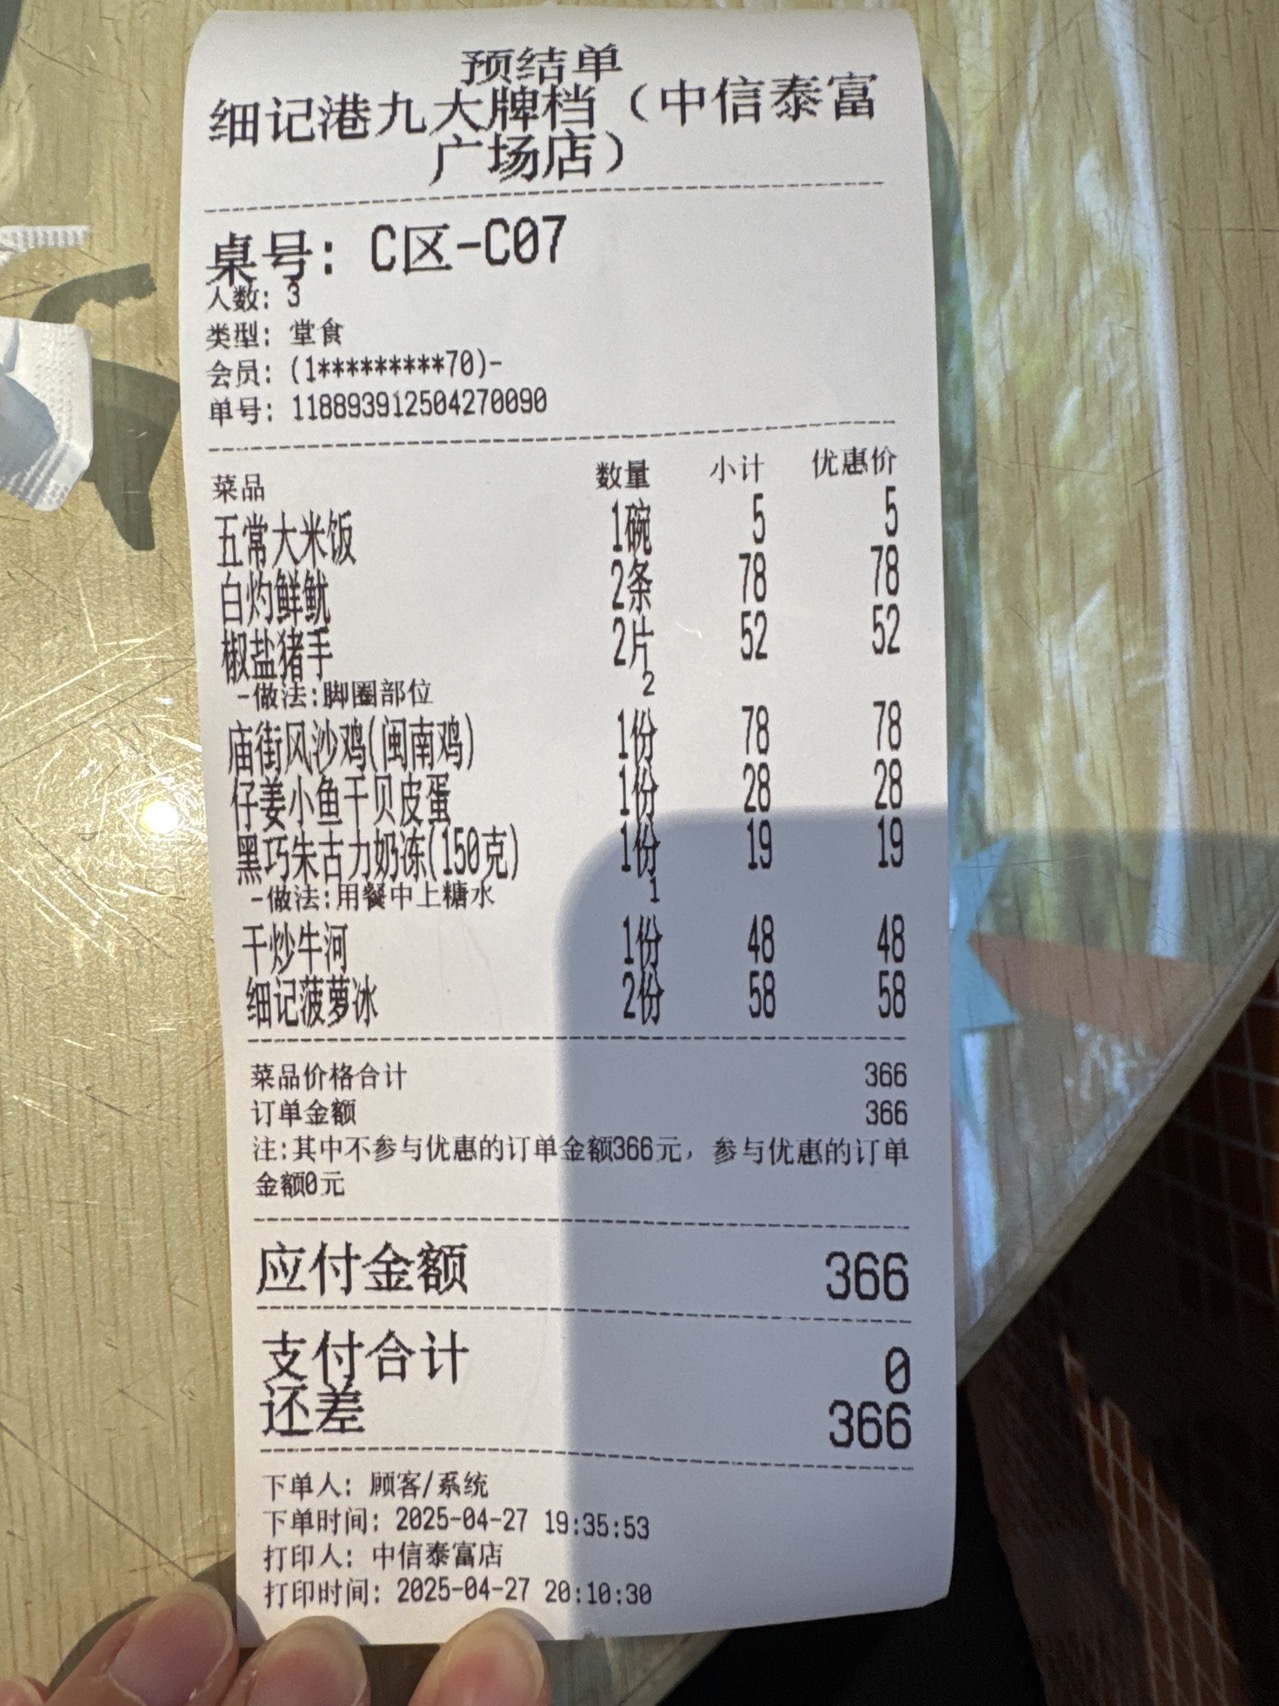 预结单
细记港九大牌档（中信泰富
广场店）
桌号: C区-C07
人数: 3
类型: 堂食
会员: (1*********70)-
单号: 118893912504270090
菜品 数量 小计 优惠价
五常大米饭 1碗 5 5
白灼鲜鱿 2条 78 78
椒盐猪手 2片 52 52
-做法:脚圈部位 2
庙街风沙鸡(闽南鸡) 1份 78 78
仔姜小鱼干贝皮蛋 1份 28 28
黑巧朱古力奶冻(150克) 1份 19 19
-做法:用餐中上糖水 1
干炒牛河 1份 48 48
细记菠萝冰 2份 58 58
菜品价格合计 366
订单金额 366
注:其中不参与优惠的订单金额366元，参与优惠的订单
金额0元
应付金额 366
支付合计 0
还差 366
下单人: 顾客/系统
下单时间: 2025-04-27 19:35:53
打印人: 中信泰富店
打印时间: 2025-04-27 20:10:30